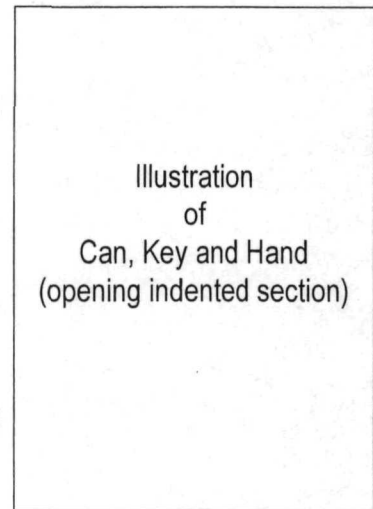 Illustration
of
Can, Key and Hand
(opening indented section)